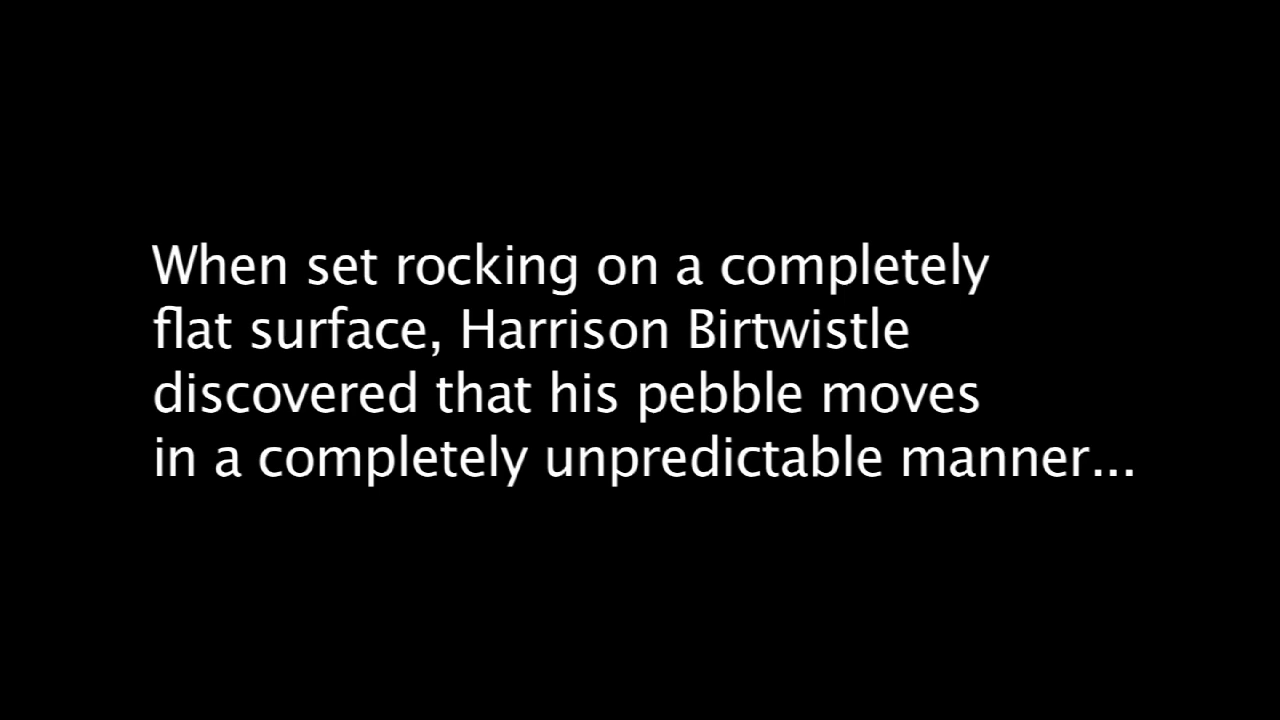 When set rocking on a completely
flat surface, Harrison Birtwistle
discovered that his pebble moves
in a completely unpredictable manner...